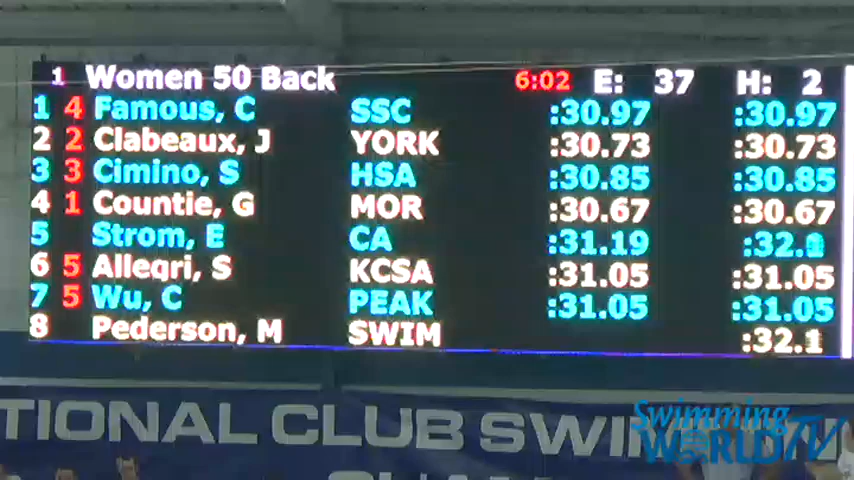 1 Women 50 Back 6:02 E: 37 H: 2
1 4 Famous, C SSC :30.97 :30.97
2 2 Clabeaux, J YORK :30.73 :30.73
3 3 Cimino, S HSA :30.85 :30.85
4 1 Countie, G MOR :30.67 :30.67
5 Strom, E CA :31.19 :32.
6 5 Allegri, S KCSA :31.05 :31.05
7 5 Wu, C PEAK :31.05 :31.05
8 Pederson, M SWIM :32.1
TIONAL CLUB SWIM
Swimming
WORLD TV